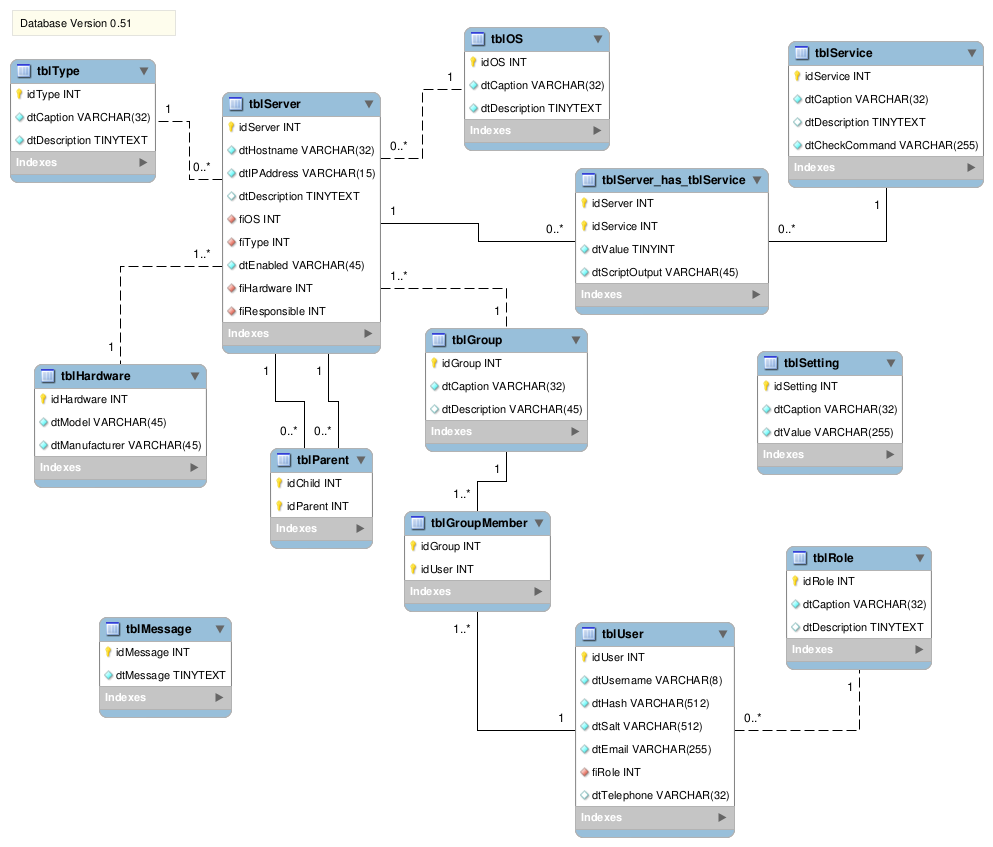 Database Version 0.51
tblType
idType INT
dtCaption VARCHAR(32)
dtDescription TINYTEXT
Indexes
1
0..*
tblServer
idServer INT
dtHostname VARCHAR(32)
dtIPAddress VARCHAR(15)
dtDescription TINYTEXT
fiOS INT
fiType INT
dtEnabled VARCHAR(45)
fiHardware INT
fiResponsible INT
Indexes
tblOS
idOS INT
dtCaption VARCHAR(32)
dtDescription TINYTEXT
Indexes
1
0..*
tblService
idService INT
dtCaption VARCHAR(32)
dtDescription TINYTEXT
dtCheckCommand VARCHAR(255)
Indexes
1
0..*
tblServer_has_tblService
idServer INT
idService INT
dtValue TINYINT
dtScriptOutput VARCHAR(45)
Indexes
1
0..*
1..*
1
tblHardware
idHardware INT
dtModel VARCHAR(45)
dtManufacturer VARCHAR(45)
Indexes
1..*
1
tblGroup
idGroup INT
dtCaption VARCHAR(32)
dtDescription VARCHAR(45)
Indexes
tblSetting
idSetting INT
dtCaption VARCHAR(32)
dtValue VARCHAR(255)
Indexes
1
1
0..*
0..*
tblParent
idChild INT
idParent INT
Indexes
1
1..*
tblGroupMember
idGroup INT
idUser INT
Indexes
1..*
1
tblRole
idRole INT
dtCaption VARCHAR(32)
dtDescription TINYTEXT
Indexes
1
0..*
tblMessage
idMessage INT
dtMessage TINYTEXT
Indexes
tblUser
idUser INT
dtUsername VARCHAR(8)
dtHash VARCHAR(512)
dtSalt VARCHAR(512)
dtEmail VARCHAR(255)
fiRole INT
dtTelephone VARCHAR(32)
Indexes